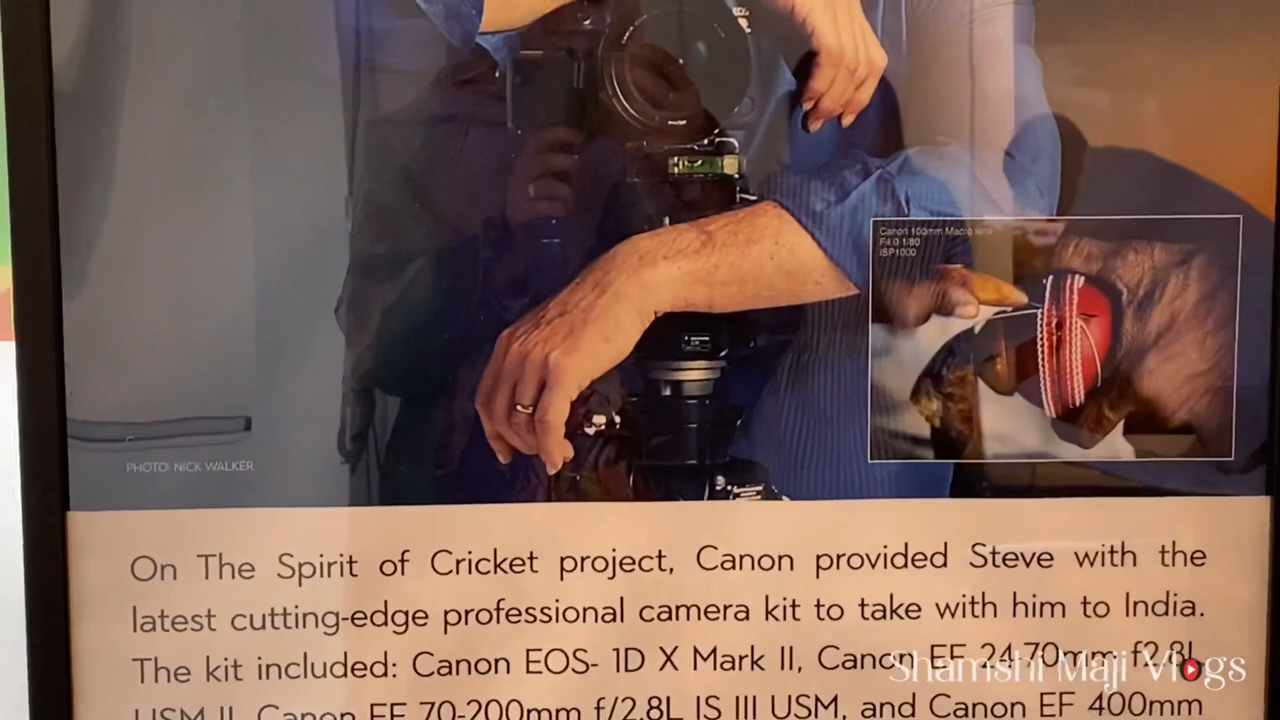 Canon 100mm Macro lens
F4.0 1/80
ISP1000
PHOTO: NICK WALKER
On The Spirit of Cricket project, Canon provided Steve with the
latest cutting-edge professional camera kit to take with him to India.
The kit included: Canon EOS- 1D X Mark II, Canon EF 24-70mm f2.8L
USM II, Canon EF 70-200mm f/2.8L IS III USM, and Canon EF 400mm
Shamshi Maji Vlogs